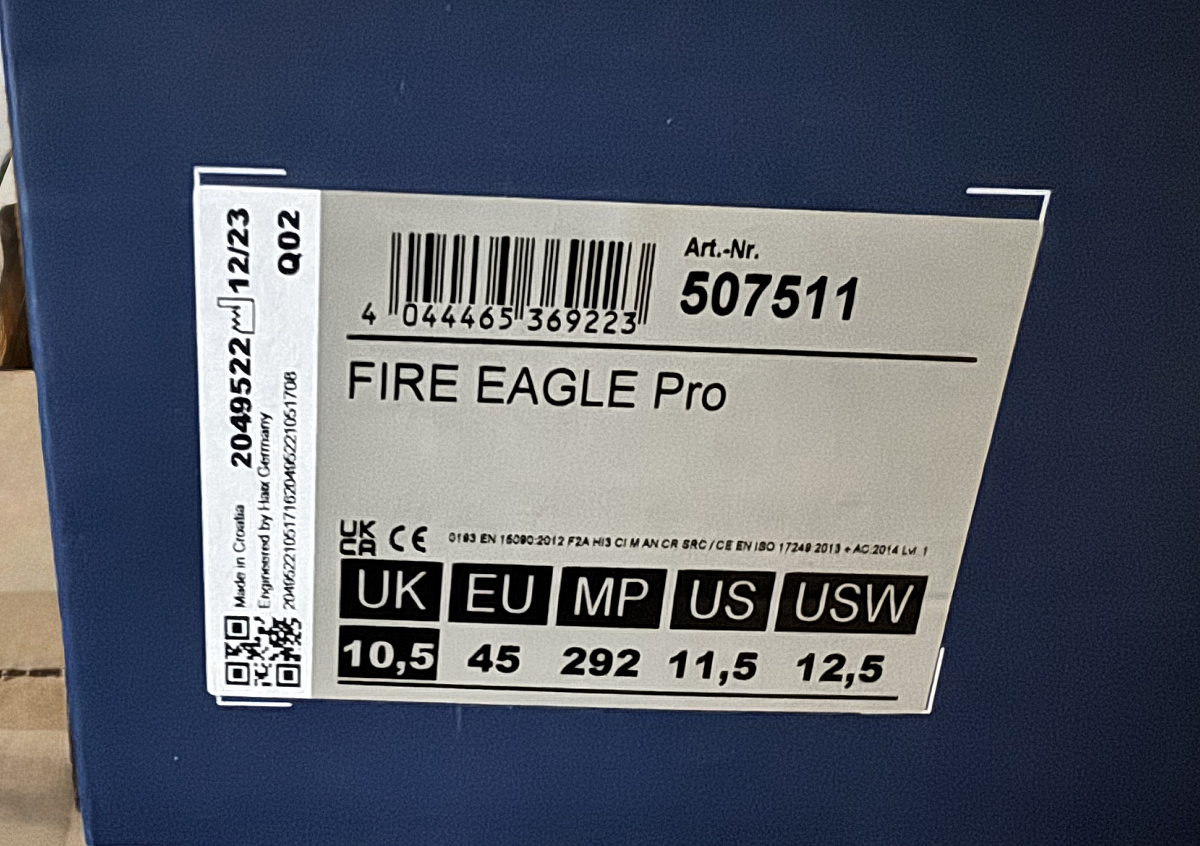 2049522 12/23
Q02
Made in Croatia
Engineered by Haix Germany
4 044465 369223
Art.-Nr.
507511
FIRE EAGLE Pro
UK
CA CE
0193 EN 15090:2012 F2A HI3 CI M AN CR SRC / CE EN ISO 17249:2013 + AC:2014 Lvl. 1
UK EU MP US USW
10,5 45 292 11,5 12,5